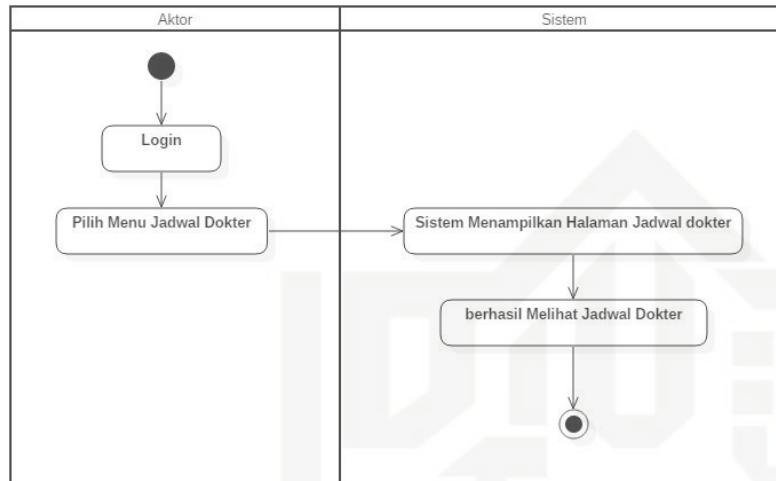 Aktor
Sistem
Login
Pilih Menu Jadwal Dokter
Sistem Menampilkan Halaman Jadwal dokter
berhasil Melihat Jadwal Dokter